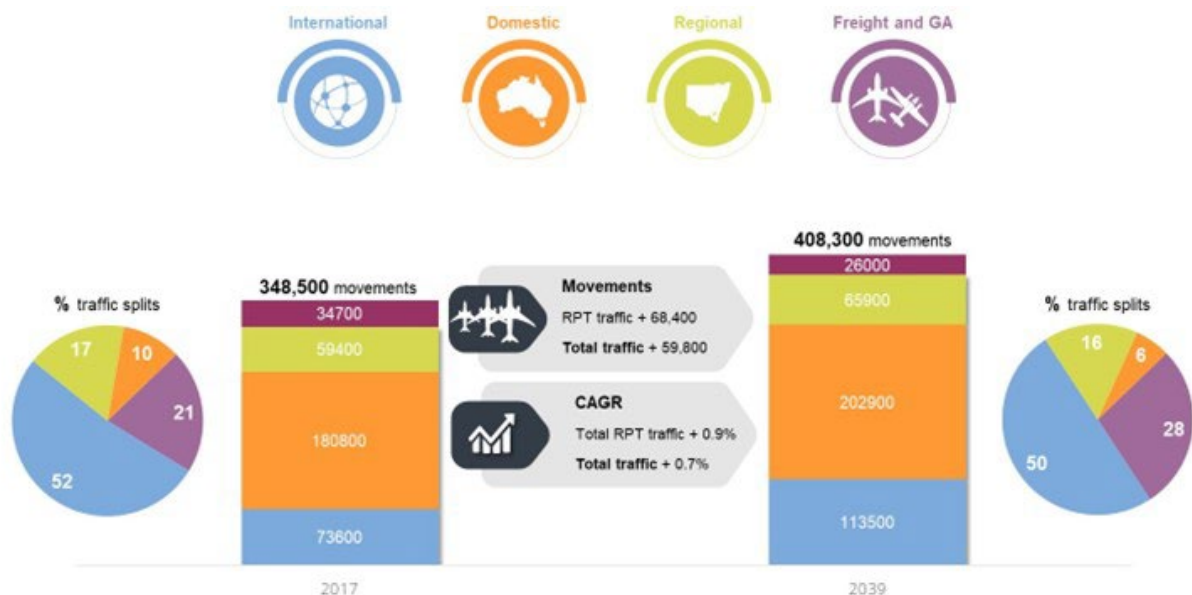 International
Domestic
Regional
Freight and GA
% traffic splits
17
10
21
52
348,500 movements
34700
59400
180800
73600
2017
Movements
RPT traffic + 68,400
Total traffic + 59,800
CAGR
Total RPT traffic + 0.9%
Total traffic + 0.7%
408,300 movements
26000
65900
202900
113500
2039
% traffic splits
16
6
28
50